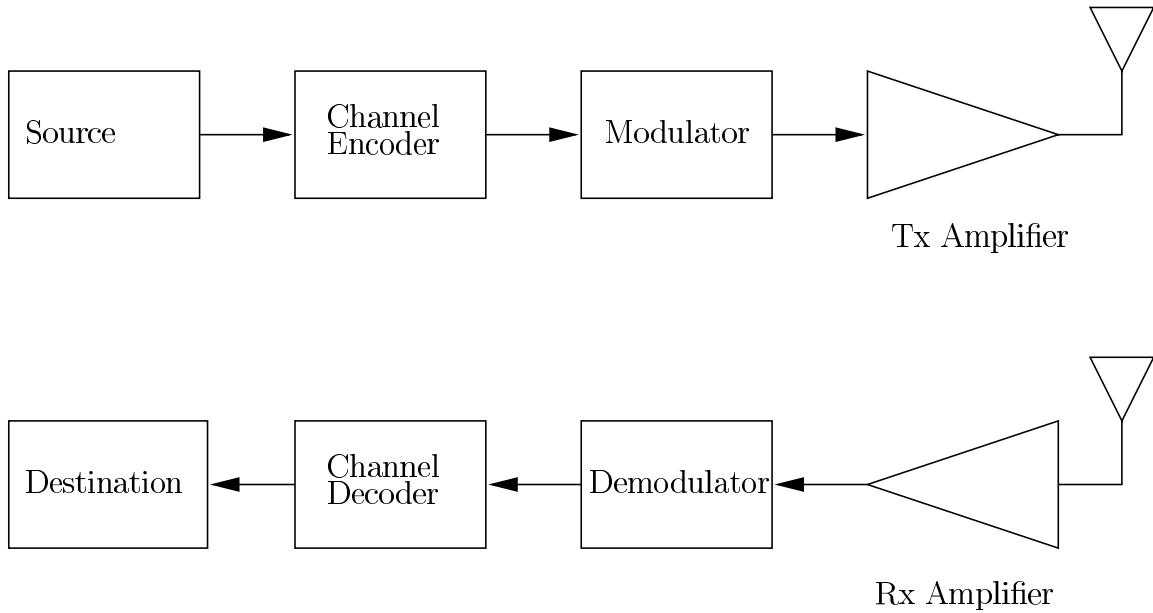 Source
Channel
Encoder
Modulator
Tx Amplifier
Destination
Channel
Decoder
Demodulator
Rx Amplifier